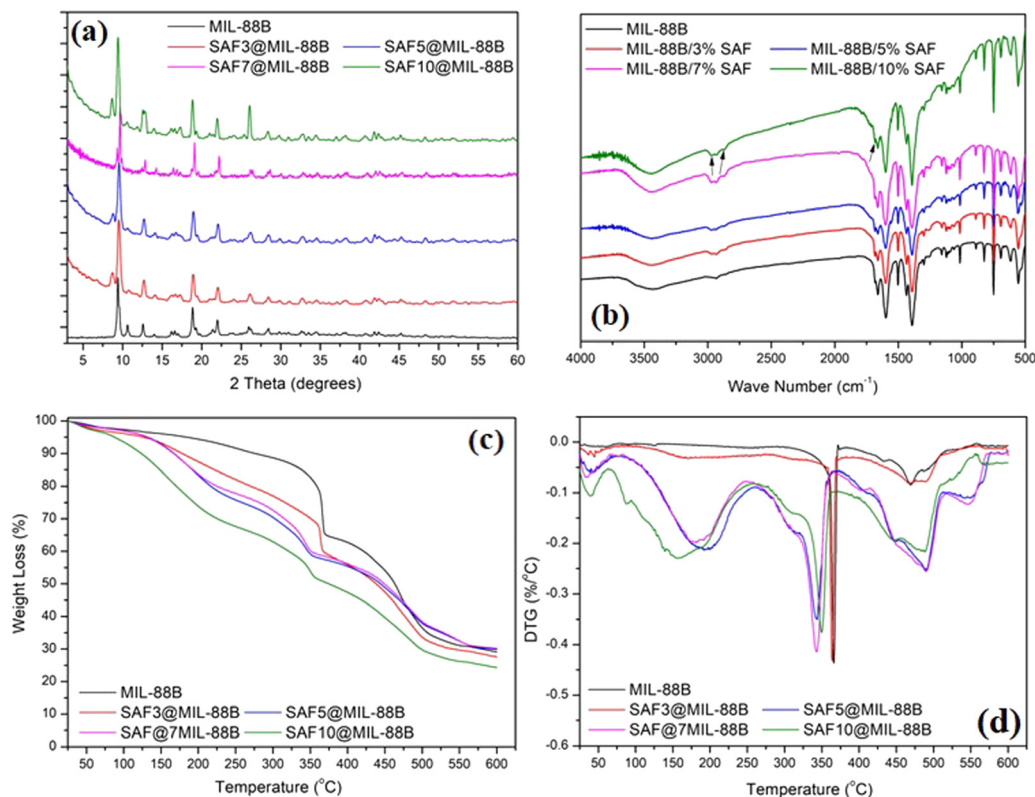 (a)
MIL-88B
SAF3@MIL-88B SAF5@MIL-88B
SAF7@MIL-88B SAF10@MIL-88B
5 10 15 20 25 30 35 40 45 50 55 60
2 Theta (degrees)
MIL-88B
MIL-88B/3% SAF MIL-88B/5% SAF
MIL-88B/7% SAF MIL-88B/10% SAF
(b)
4000 3500 3000 2500 2000 1500 1000 500
Wave Number (cm-1)
(c)
Weight Loss (%)
100
90
80
70
60
50
40
30
20
10
0
MIL-88B
SAF3@MIL-88B SAF5@MIL-88B
SAF@7MIL-88B SAF10@MIL-88B
50 100 150 200 250 300 350 400 450 500 550 600
Temperature (oC)
DTG (%/oC)
0.0
-0.1
-0.2
-0.3
-0.4
-0.5
-0.6
MIL-88B
SAF3@MIL-88B SAF5@MIL-88B
SAF@7MIL-88B SAF10@MIL-88B
(d)
50 100 150 200 250 300 350 400 450 500 550 600
Temperature (oC)